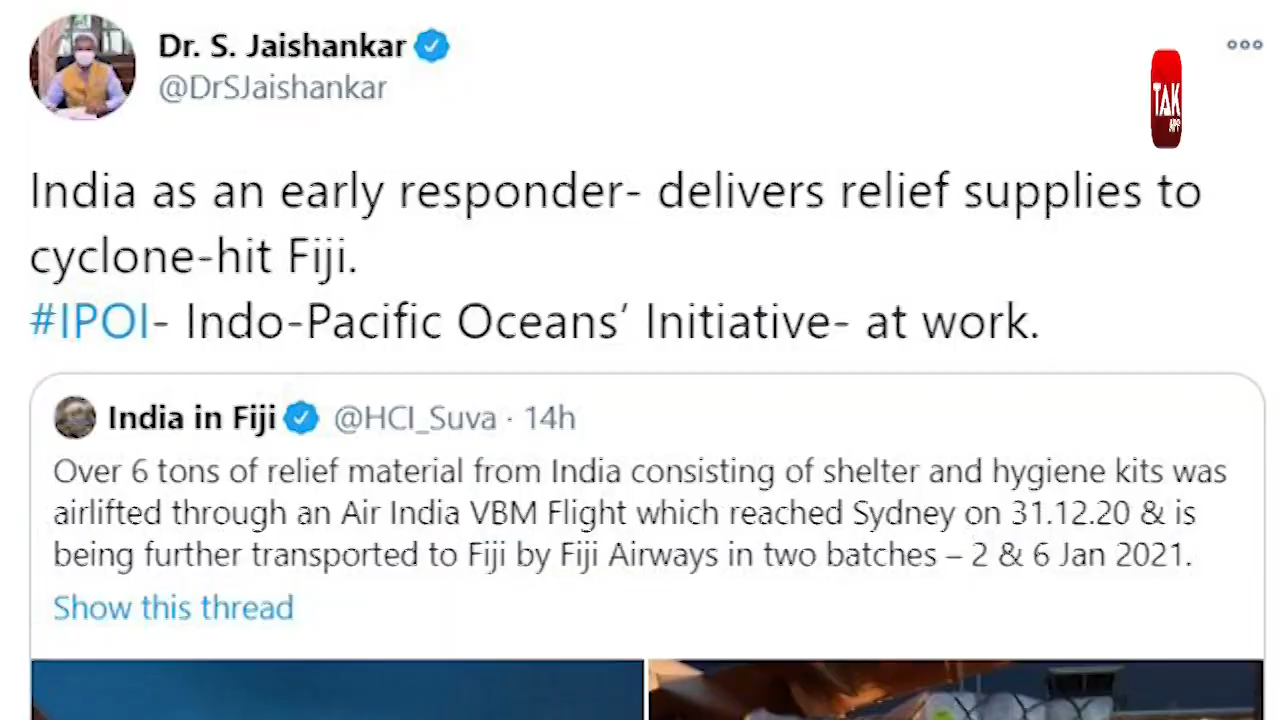 Dr. S. Jaishankar
@DrSJaishankar
TAK
APP
India as an early responder- delivers relief supplies to
cyclone-hit Fiji.
#IPOI- Indo-Pacific Oceans’ Initiative- at work.
India in Fiji @HCI_Suva · 14h
Over 6 tons of relief material from India consisting of shelter and hygiene kits was
airlifted through an Air India VBM Flight which reached Sydney on 31.12.20 & is
being further transported to Fiji by Fiji Airways in two batches – 2 & 6 Jan 2021.
Show this thread